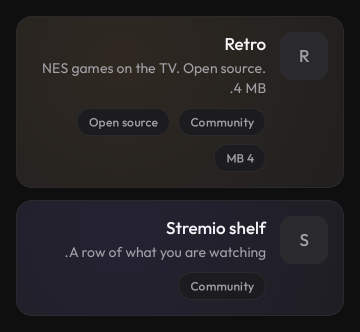 Retro
R
NES games on the TV. Open source.
.4 MB
Open source
Community
MB 4
Stremio shelf
S
.A row of what you are watching
Community